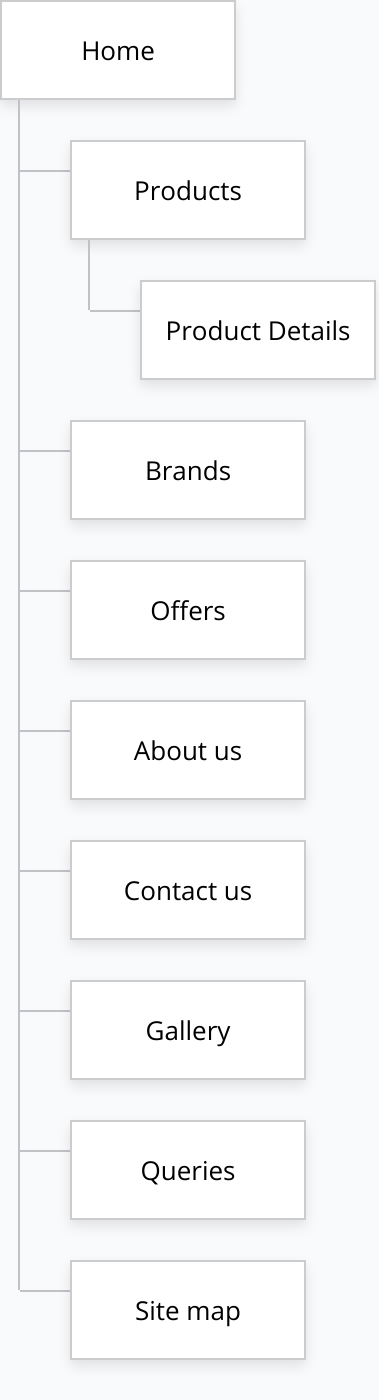 Home
Products
Product Details
Brands
Offers
About us
Contact us
Gallery
Queries
Site map